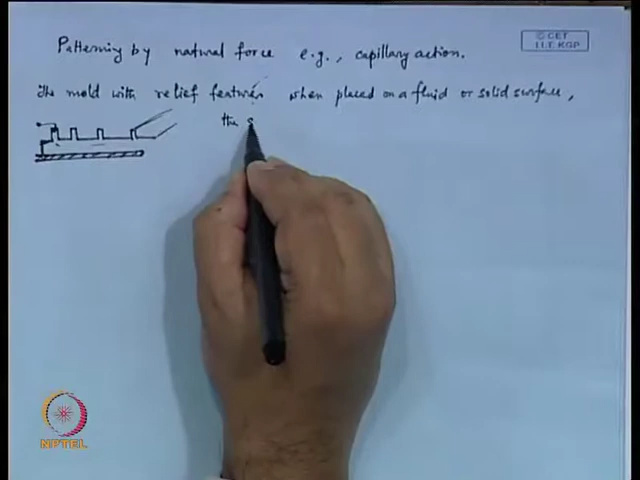 Patterning by natural force e.g., capillary action.
© CET
I.I.T. KGP
The mold with relief features when placed on a fluid or solid surface,
the s
NPTEL